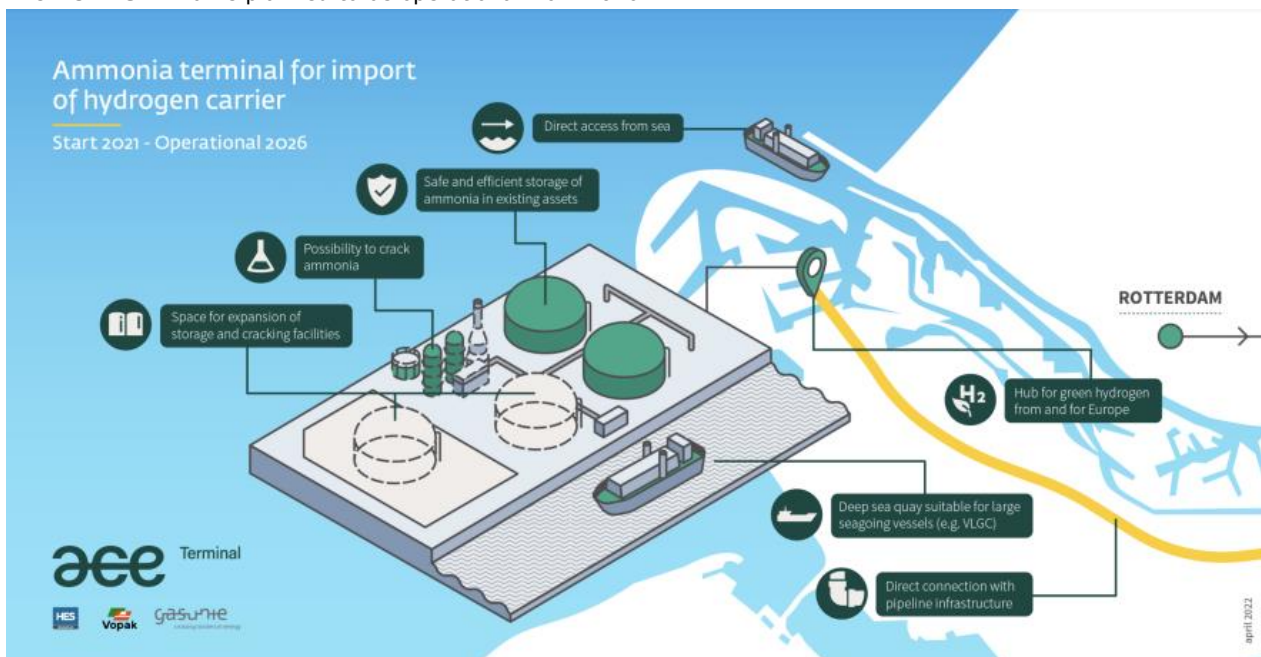 Ammonia terminal for import
of hydrogen carrier
Start 2021 - Operational 2026
Direct access from sea
Safe and efficient storage of
ammonia in existing assets
Possibility to crack
ammonia
Space for expansion of
storage and cracking facilities
ROTTERDAM
H2
Hub for green hydrogen
from and for Europe
Deep sea quay suitable for large
seagoing vessels (e.g. VLGC)
Direct connection with
pipeline infrastructure
ace Terminal
HES
Vopak
gasunie
april 2022